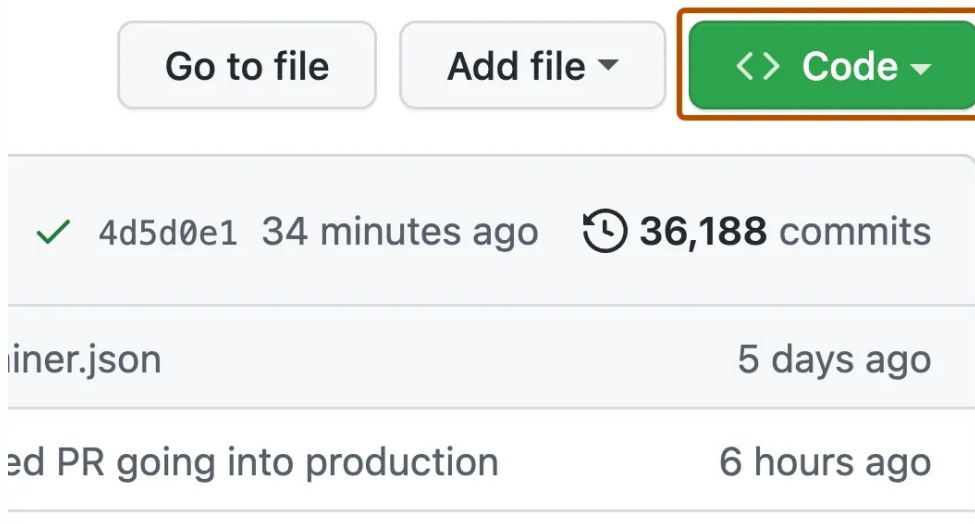 Go to file Add file <> Code
4d5d0e1 34 minutes ago 36,188 commits
iner.json 5 days ago
ed PR going into production 6 hours ago